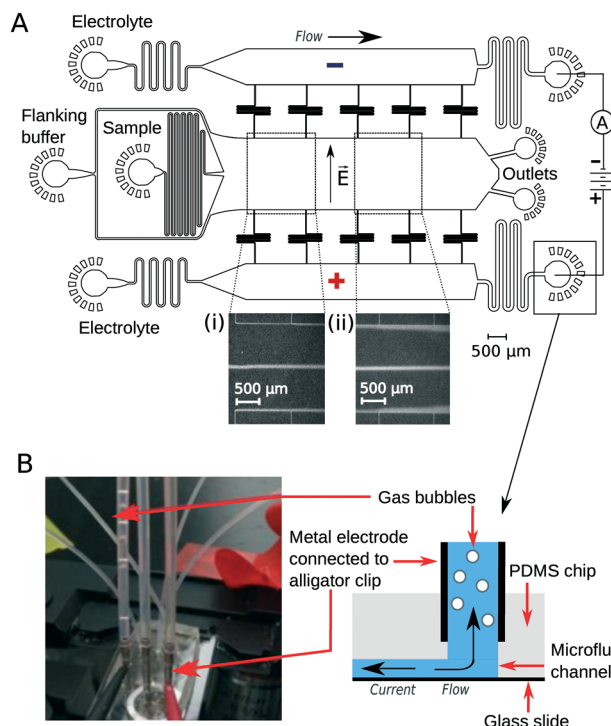 A
Electrolyte
Flow
−
Flanking
buffer
Sample
E
Outlets
A
-
+
+
Electrolyte
(i)
(ii)
500 µm
500 µm
500 µm
B
Gas bubbles
Metal electrode
connected to
alligator clip
PDMS chip
Microflu
channel
Current
Flow
Glass slide